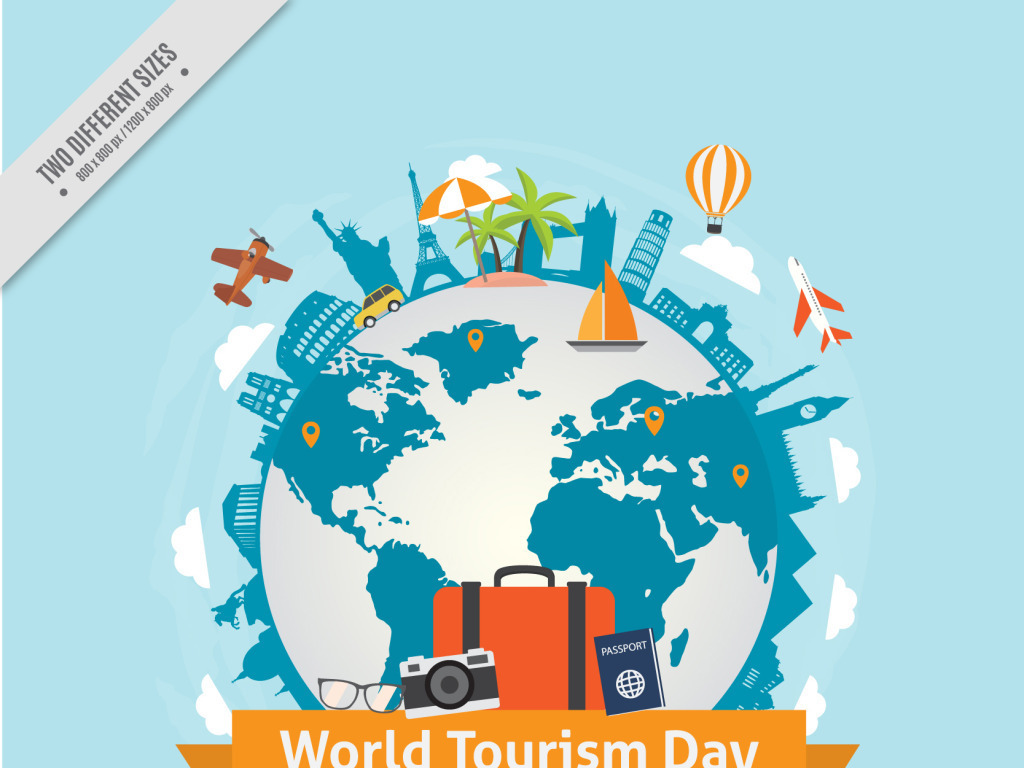 TWO DIFFERENT SIZES
800 x 800 px / 1200 x 800 px
PASSPORT
World Tourism Day